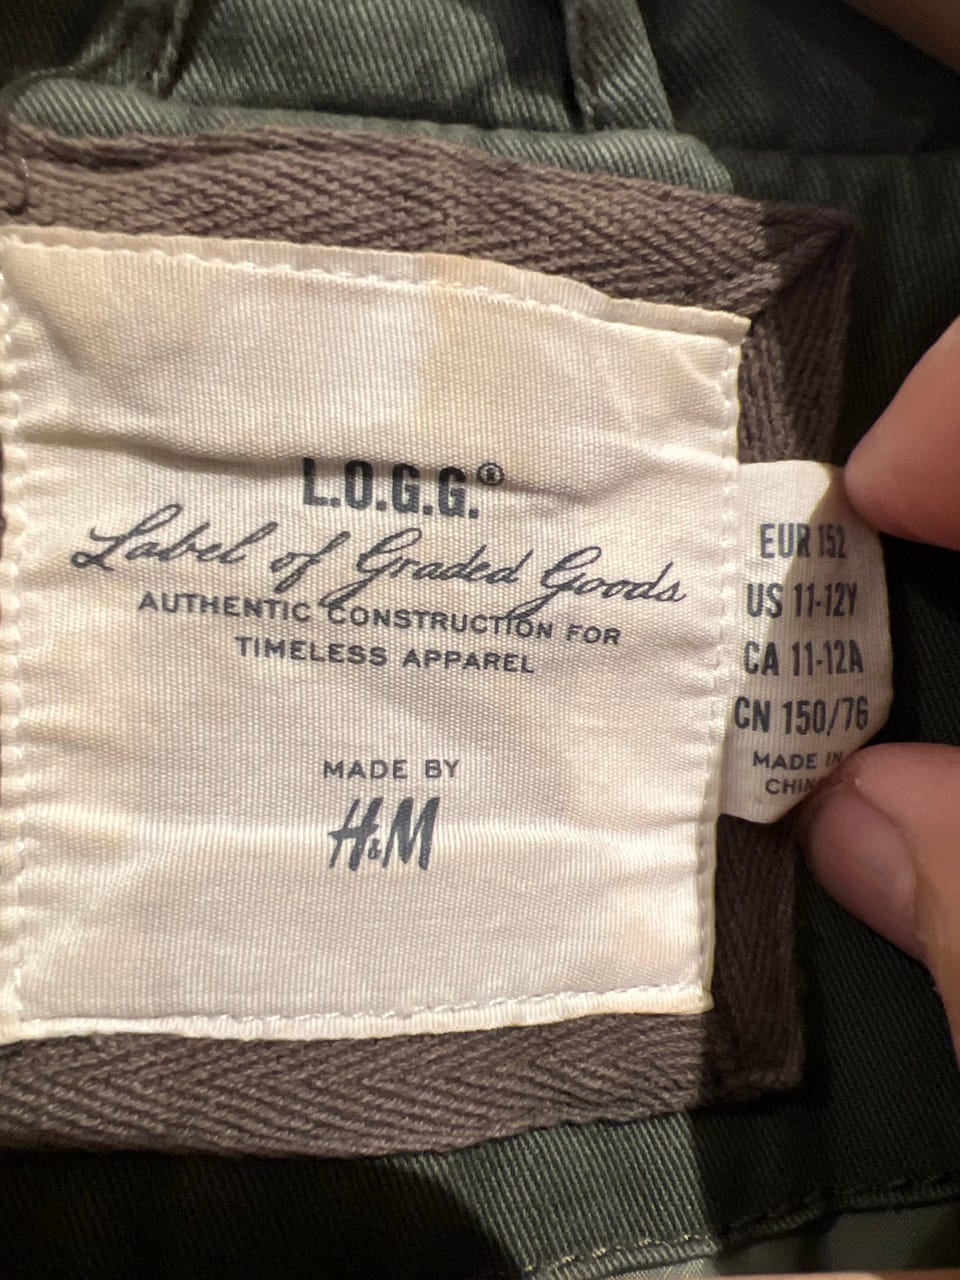 L.O.G.G.®
Label of Graded Goods
AUTHENTIC CONSTRUCTION FOR
TIMELESS APPAREL
MADE BY
H&M
EUR 152
US 11-12Y
CA 11-12A
CN 150/76
MADE IN
CHINA